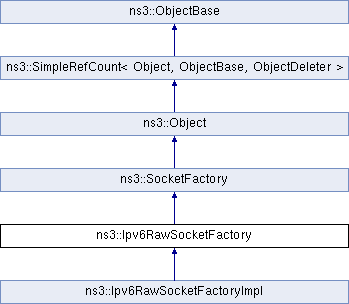 ns3::ObjectBase
ns3::SimpleRefCount< Object, ObjectBase, ObjectDeleter >
ns3::Object
ns3::SocketFactory
ns3::Ipv6RawSocketFactory
ns3::Ipv6RawSocketFactoryImpl